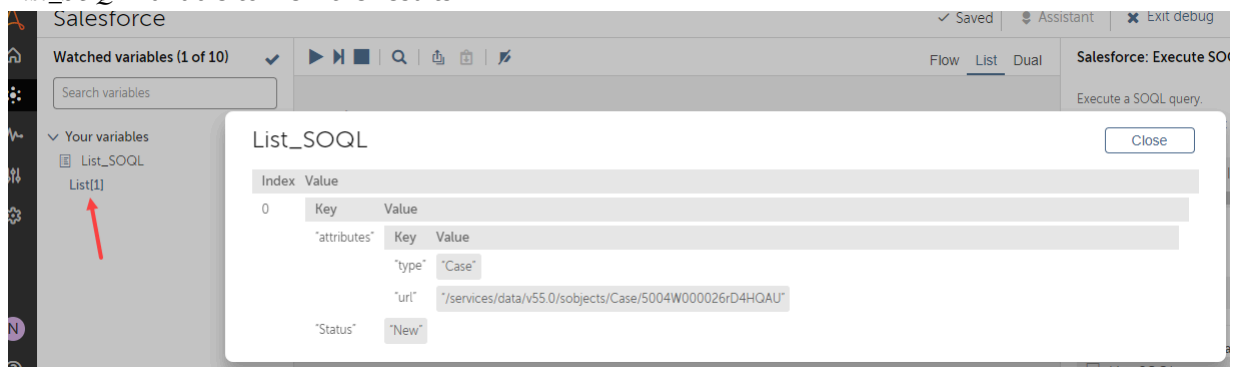 Salesforce
Saved
Assistant
Exit debug
Watched variables (1 of 10)
Flow List Dual
Salesforce: Execute SO
Search variables
Execute a SOQL query.
Your variables
List_SOQL
List[1]
List_SOQL
Close
Index Value
0 Key Value
"attributes" Key Value
"type" "Case"
"url" "/services/data/v55.0/sobjects/Case/5004W000026rD4HQAU"
"Status" "New"
N